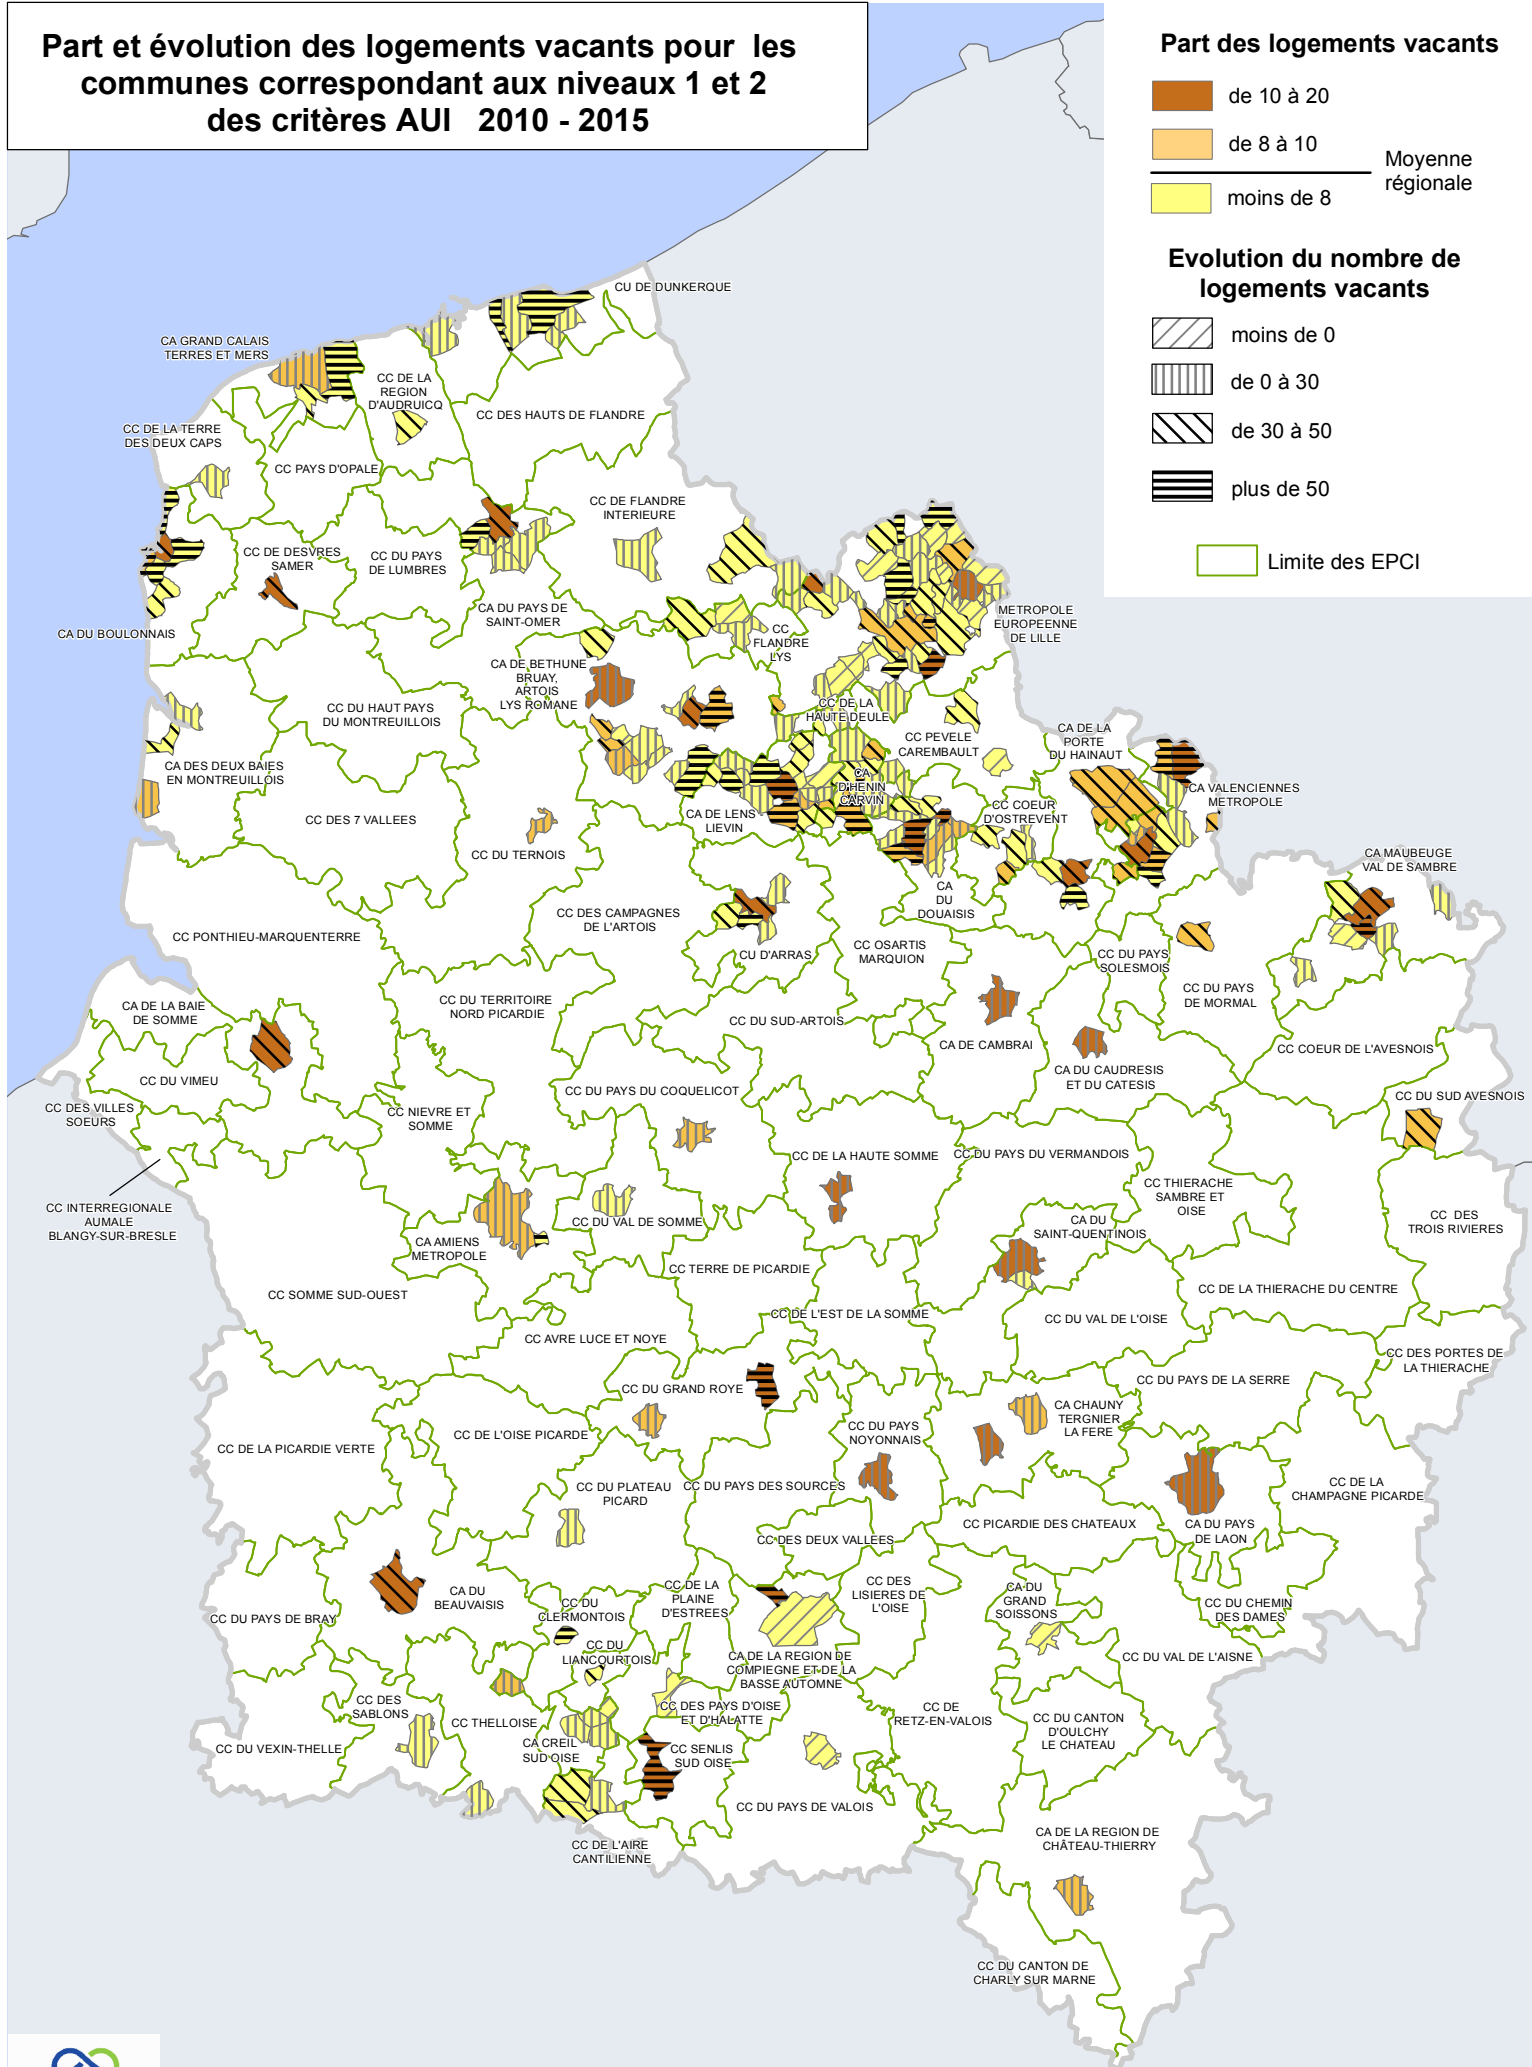 Part et évolution des logements vacants pour les
communes correspondant aux niveaux 1 et 2
des critères AUI 2010 - 2015
Part des logements vacants
de 10 à 20
de 8 à 10
Moyenne
régionale
moins de 8
Evolution du nombre de
logements vacants
moins de 0
de 0 à 30
de 30 à 50
plus de 50
Limite des EPCI
CU DE DUNKERQUE
CA GRAND CALAIS
TERRES ET MERS
CC DE LA
REGION
D'AUDRUICQ
CC DES HAUTS DE FLANDRE
CC DE LA TERRE
DES DEUX CAPS
CC PAYS D'OPALE
CC DE FLANDRE
INTERIEURE
CC DE DESVRES
SAMER
CC DU PAYS
DE LUMBRES
CA DU PAYS DE
SAINT-OMER
CA DU BOULONNAIS
CC
FLANDRE
LYS
METROPOLE
EUROPEENNE
DE LILLE
CA DE BETHUNE
BRUAY,
ARTOIS
LYS ROMANE
CC DU HAUT PAYS
DU MONTREUILLOIS
CC DE LA
HAUTE DEULE
CC PEVELE
CAREMBAULT
CA DE LA
PORTE
DU HAINAUT
CA DES DEUX BAIES
EN MONTREUILLOIS
CA
D'HENIN
CARVIN
CA VALENCIENNES
METROPOLE
CC DES 7 VALLEES
CA DE LENS
LIEVIN
CC COEUR
D'OSTREVENT
CC DU TERNOIS
CA MAUBEUGE
VAL DE SAMBRE
CA
DU
DOUAISIS
CC DES CAMPAGNES
DE L'ARTOIS
CC PONTHIEU-MARQUENTERRE
CU D'ARRAS
CC OSARTIS
MARQUION
CC DU PAYS
SOLESMOIS
CC DU PAYS
DE MORMAL
CA DE LA BAIE
DE SOMME
CC DU TERRITOIRE
NORD PICARDIE
CC DU SUD-ARTOIS
CA DE CAMBRAI
CC COEUR DE L'AVESNOIS
CC DU VIMEU
CA DU CAUDRESIS
ET DU CATESIS
CC DES VILLES
SOEURS
CC NIEVRE ET
SOMME
CC DU PAYS DU COQUELICOT
CC DU SUD AVESNOIS
CC DE LA HAUTE SOMME
CC DU PAYS DU VERMANDOIS
CC THIERACHE
SAMBRE ET
OISE
CC INTERREGIONALE
AUMALE
BLANGY-SUR-BRESLE
CC DU VAL DE SOMME
CA AMIENS
METROPOLE
CA DU
SAINT-QUENTINOIS
CC DES
TROIS RIVIERES
CC TERRE DE PICARDIE
CC SOMME SUD-OUEST
CC DE LA THIERACHE DU CENTRE
CC DE L'EST DE LA SOMME
CC DU VAL DE L'OISE
CC AVRE LUCE ET NOYE
CC DES PORTES DE
LA THIERACHE
CC DU GRAND ROYE
CC DU PAYS DE LA SERRE
CA CHAUNY
TERGNIER
LA FERE
CC DE LA PICARDIE VERTE
CC DE L'OISE PICARDE
CC DU PAYS
NOYONNAIS
CC DU PLATEAU
PICARD
CC DU PAYS DES SOURCES
CC DE LA
CHAMPAGNE PICARDE
CC DES DEUX VALLEES
CC PICARDIE DES CHATEAUX
CA DU PAYS
DE LAON
CC DU PAYS DE BRAY
CA DU
BEAUVAISIS
CC DU
CLERMONTOIS
CC DE LA
PLAINE
D'ESTREES
CC DES
LISIERES DE
L'OISE
CA DU
GRAND
SOISSONS
CC DU CHEMIN
DES DAMES
CC DU
LIANCOURTOIS
CA DE LA REGION DE
COMPIEGNE ET DE LA
BASSE AUTOMNE
CC DU VAL DE L'AISNE
CC DES
SABLONS
CC THELLOISE
CC DES PAYS D'OISE
ET D'HALATTE
CC DE
RETZ-EN-VALOIS
CC DU CANTON
D'OULCHY
LE CHATEAU
CC DU VEXIN-THELLE
CA CREIL
SUD OISE
CC SENLIS
SUD OISE
CC DU PAYS DE VALOIS
CC DE L'AIRE
CANTILIENNE
CA DE LA REGION DE
CHÂTEAU-THIERRY
CC DU CANTON DE
CHARLY SUR MARNE